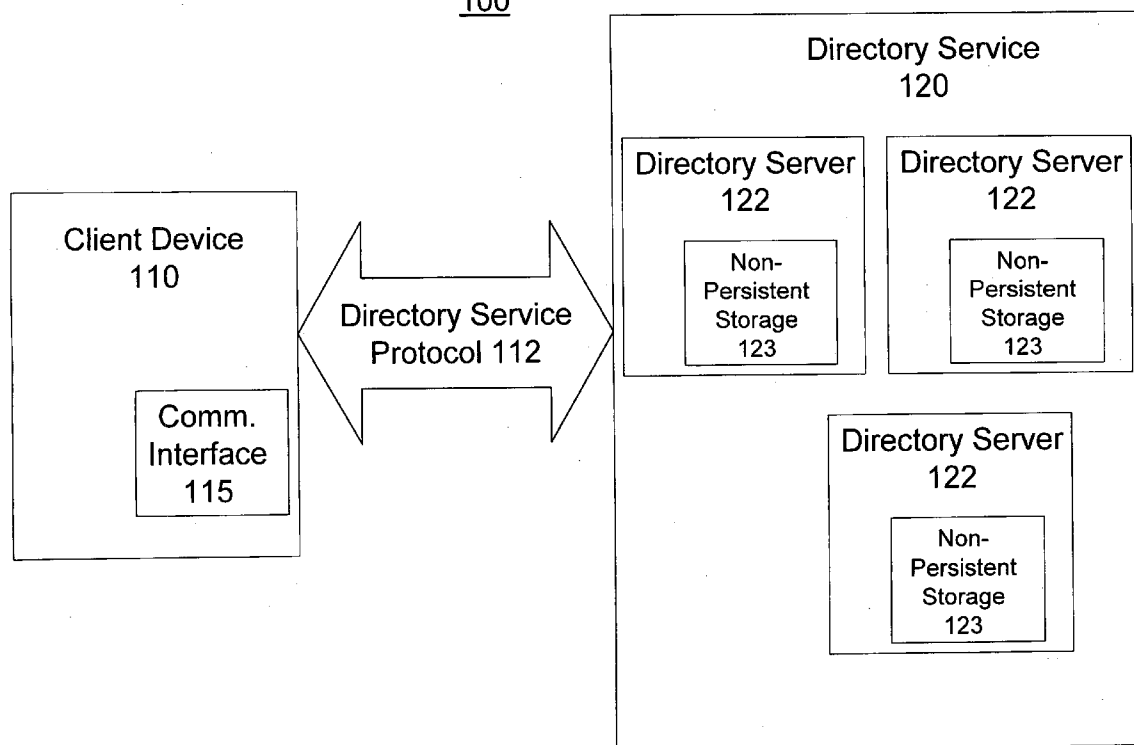 100
Directory Service
120
Directory Server
122
Non-
Persistent
Storage
123
Directory Server
122
Non-
Persistent
Storage
123
Client Device
110
Comm.
Interface
115
Directory Service
Protocol 112
Directory Server
122
Non-
Persistent
Storage
123